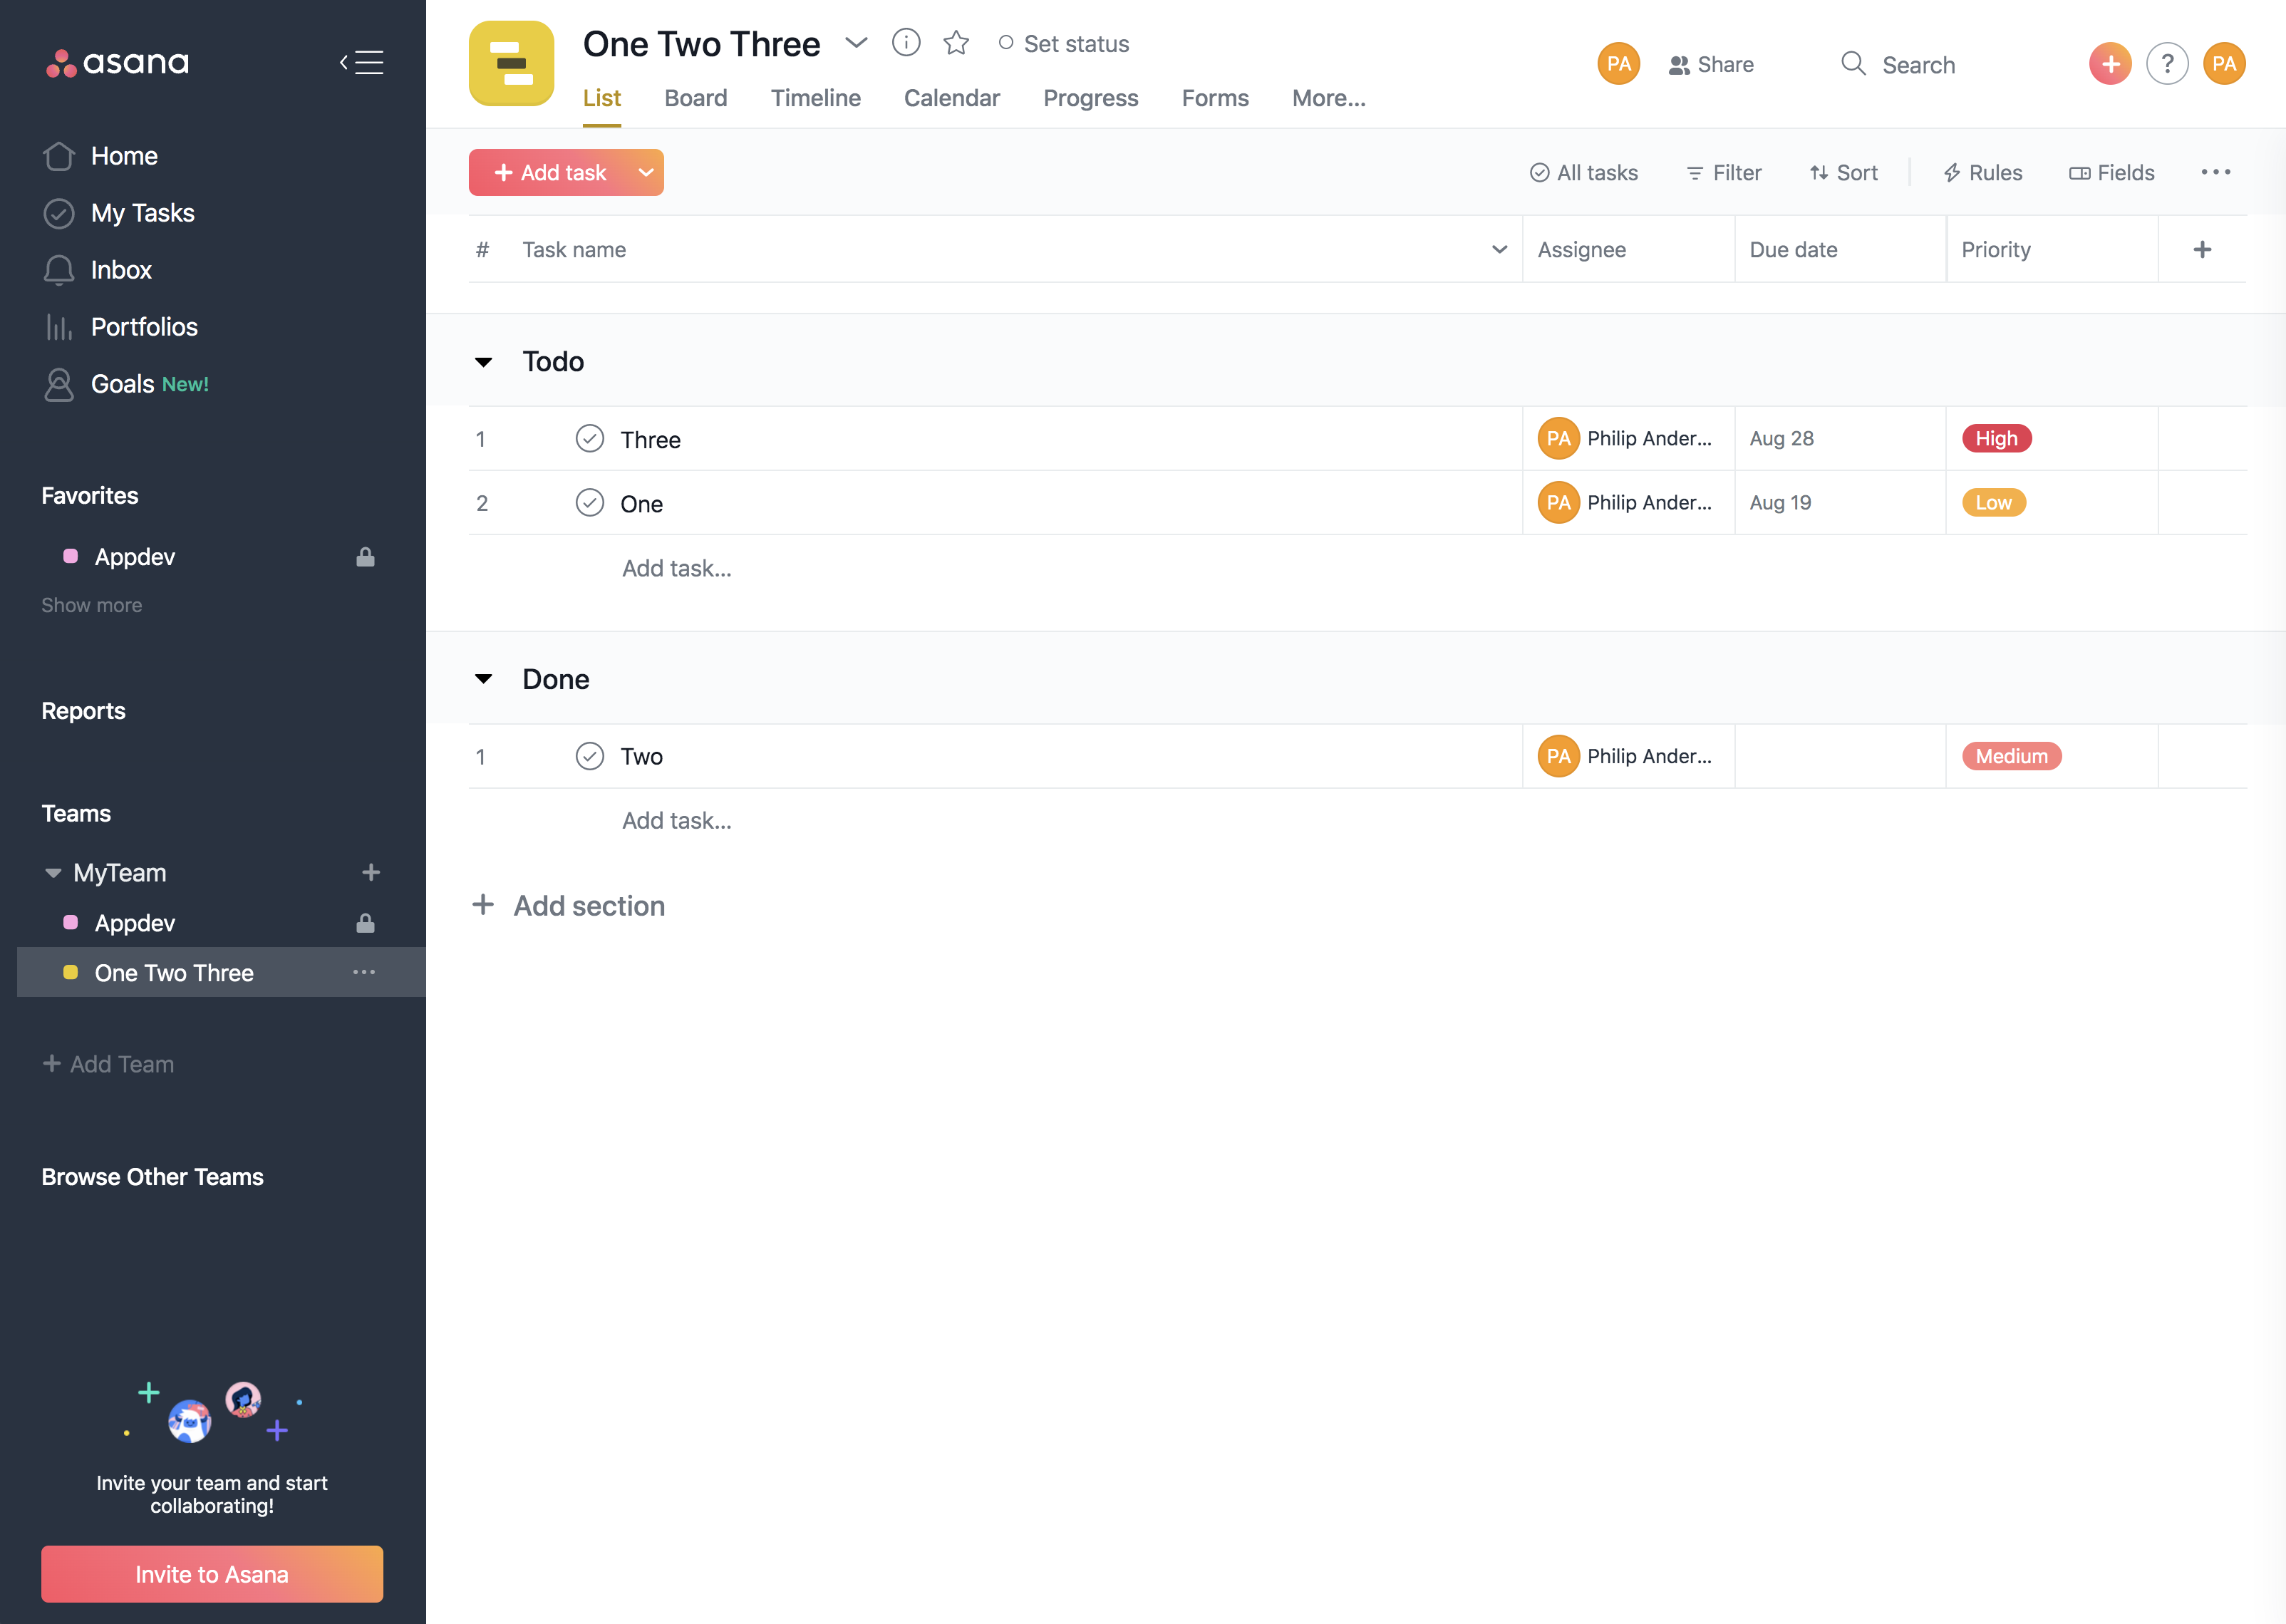 asana
Home
My Tasks
Inbox
Portfolios
Goals New!
Favorites
Appdev
Show more
Reports
Teams
MyTeam
Appdev
One Two Three
Add Team
Browse Other Teams
Invite your team and start
collaborating!
Invite to Asana
One Two Three Set status
List Board Timeline Calendar Progress Forms More...
PA Share Search + ? PA
+ Add task All tasks Filter Sort Rules Fields ...
# Task name Assignee Due date Priority +
Todo
1 Three PA Philip Ander... Aug 28 High
2 One PA Philip Ander... Aug 19 Low
Add task...
Done
1 Two PA Philip Ander... Medium
Add task...
+ Add section